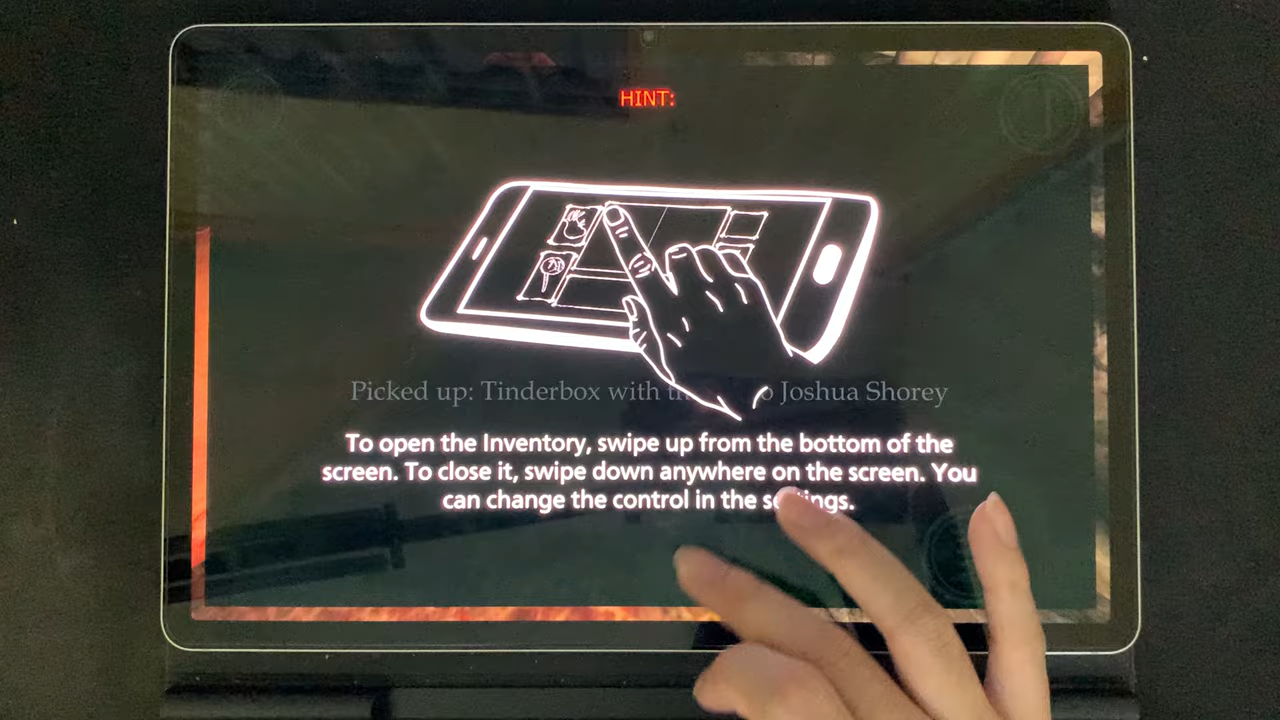 HINT:
Picked up: Tinderbox with Joshua Shorey
To open the Inventory, swipe up from the bottom of the
screen. To close it, swipe down anywhere on the screen. You
can change the control in the settings.